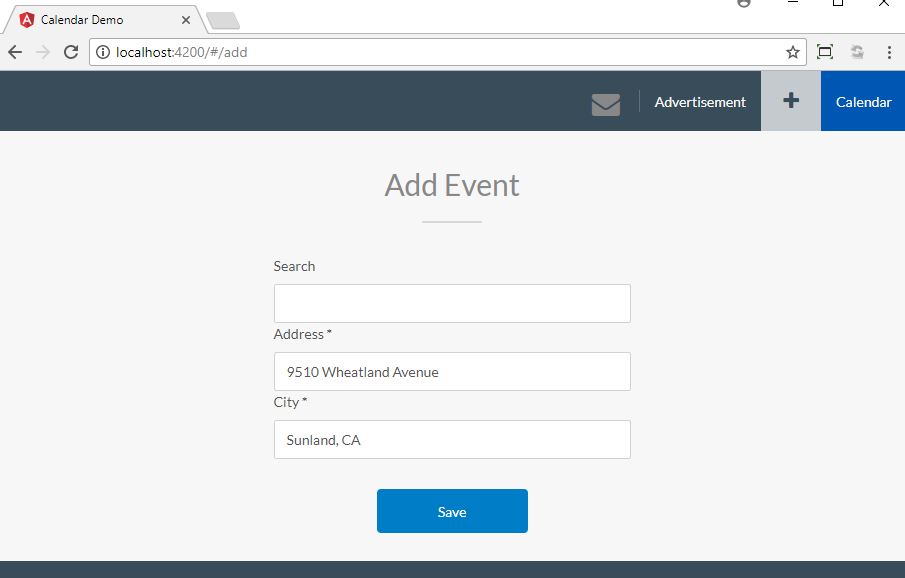 Calendar Demo
localhost:4200/#/add
Advertisement
+
Calendar
Add Event
Search
Address *
9510 Wheatland Avenue
City *
Sunland, CA
Save